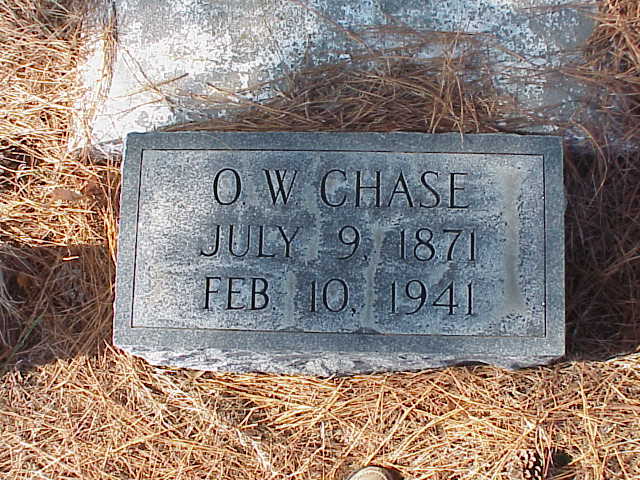 O. W. CHASE
JULY 9, 1871
FEB 10, 1941